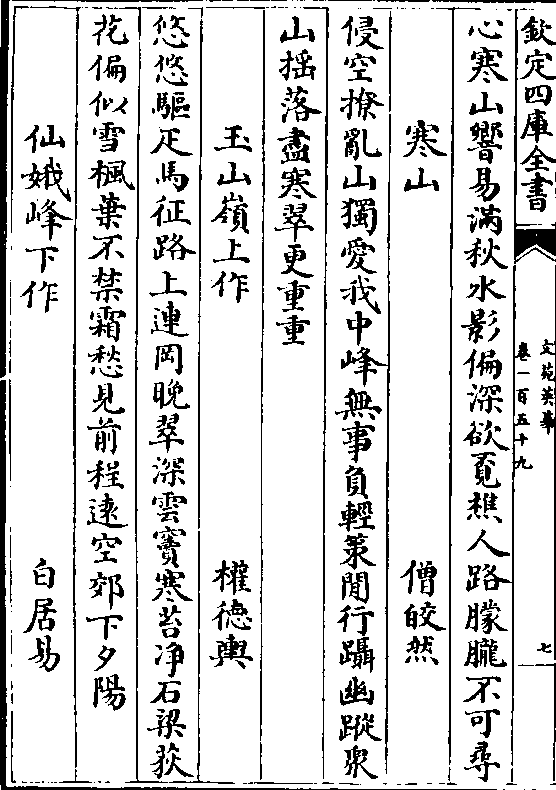 欽定四庫全書
文苑英華
卷一百五十九
七
心寒山響易滿秋水影偏深欲覔樵人路朦朧不可尋
寒山 僧皎然
侵空撩亂山獨愛我中峰無事負輕策閒行躡幽蹤衆
山揺落盡寒翠更重重
玉山嶺上作 權德輿
悠悠驅疋馬征路上連岡晚翠深雲竇寒苔净石梁荻
花偏似雪楓葉不禁霜愁見前程逺空郊下夕陽
仙娥峰下作 白居易